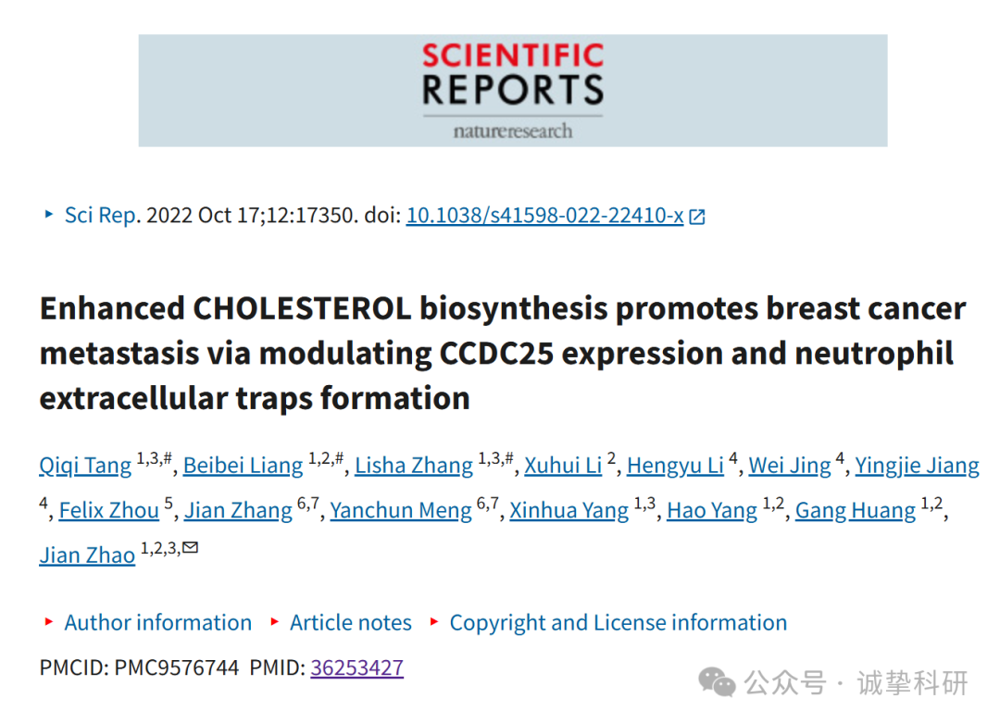 SCIENTIFIC
REPORTS
natureresearch
Sci Rep. 2022 Oct 17;12:17350. doi: 10.1038/s41598-022-22410-x
Enhanced CHOLESTEROL biosynthesis promotes breast cancer
metastasis via modulating CCDC25 expression and neutrophil
extracellular traps formation
Qiqi Tang 1,3,#, Beibei Liang 1,2,#, Lisha Zhang 1,3,#, Xuhui Li 2, Hengyu Li 4, Wei Jing 4, Yingjie Jiang
4, Felix Zhou 5, Jian Zhang 6,7, Yanchun Meng 6,7, Xinhua Yang 1,3, Hao Yang 1,2, Gang Huang 1,2,
Jian Zhao 1,2,3,
Author information Article notes Copyright and License information
PMCID: PMC9576744 PMID: 36253427
公众号 · 诚挚科研